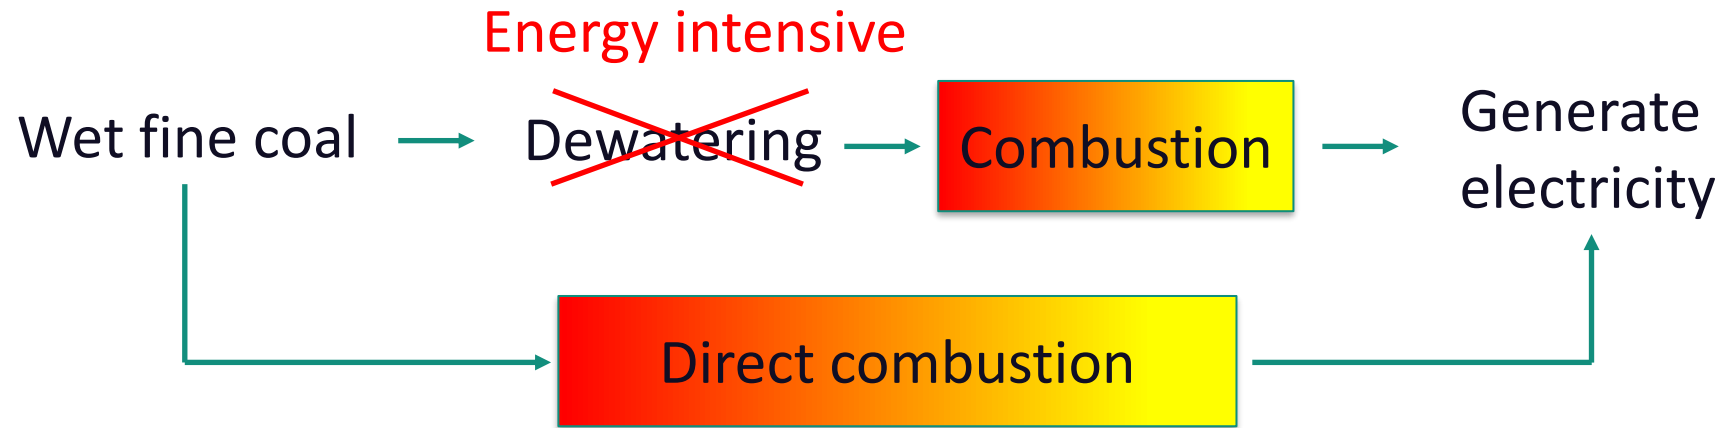 Energy intensive
Wet fine coal
Dewatering
Combustion
Generate
electricity
Direct combustion